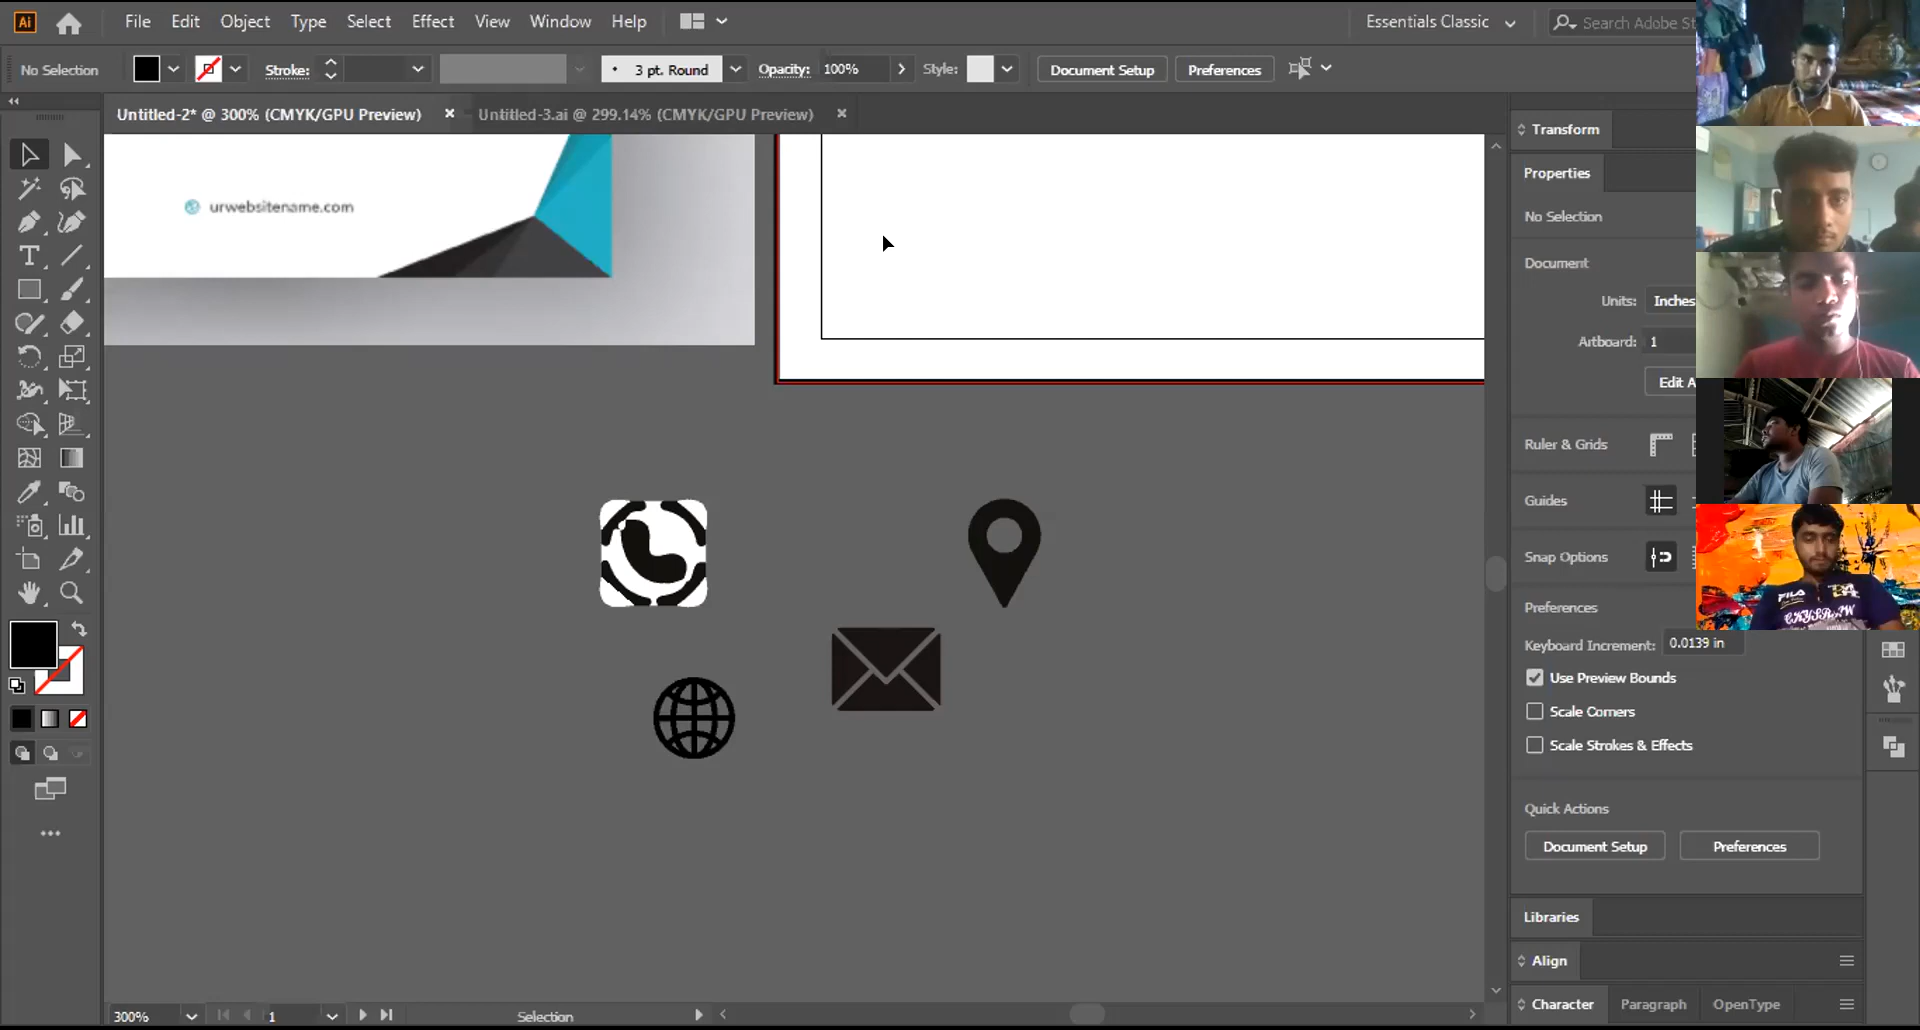 Ai File Edit Object Type Select Effect View Window Help Essentials Classic Search Adobe St
No Selection Stroke: 3 pt. Round Opacity: 100% Style: Document Setup Preferences
Untitled-2* @ 300% (CMYK/GPU Preview) Untitled-3.ai @ 299.14% (CMYK/GPU Preview)
urwebsitename.com
Transform
Properties
No Selection
Document
Units: Inches
Artboard: 1
Edit A
Ruler & Grids
Guides
Snap Options
Preferences
Keyboard Increment: 0.0139 in
Use Preview Bounds
Scale Corners
Scale Strokes & Effects
Quick Actions
Document Setup Preferences
Libraries
Align
Character Paragraph OpenType
300% 1 Selection
FILA